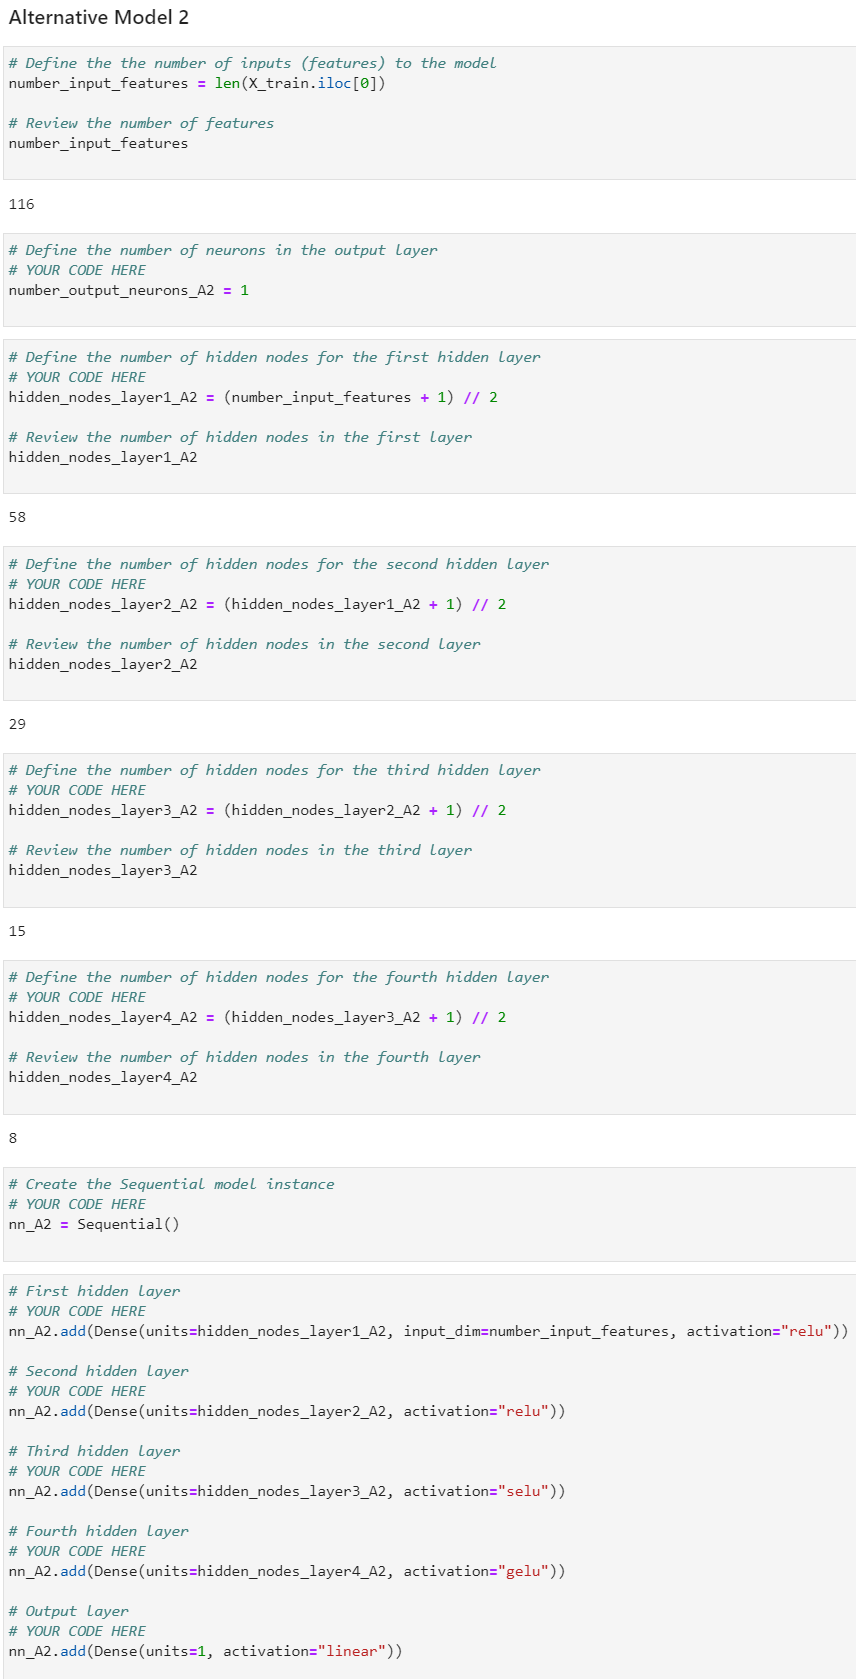 Alternative Model 2
# Define the the number of inputs (features) to the model
number_input_features = len(X_train.iloc[0])
# Review the number of features
number_input_features
116
# Define the number of neurons in the output layer
# YOUR CODE HERE
number_output_neurons_A2 = 1
# Define the number of hidden nodes for the first hidden layer
# YOUR CODE HERE
hidden_nodes_layer1_A2 = (number_input_features + 1) // 2
# Review the number of hidden nodes in the first layer
hidden_nodes_layer1_A2
58
# Define the number of hidden nodes for the second hidden layer
# YOUR CODE HERE
hidden_nodes_layer2_A2 = (hidden_nodes_layer1_A2 + 1) // 2
# Review the number of hidden nodes in the second layer
hidden_nodes_layer2_A2
29
# Define the number of hidden nodes for the third hidden layer
# YOUR CODE HERE
hidden_nodes_layer3_A2 = (hidden_nodes_layer2_A2 + 1) // 2
# Review the number of hidden nodes in the third layer
hidden_nodes_layer3_A2
15
# Define the number of hidden nodes for the fourth hidden layer
# YOUR CODE HERE
hidden_nodes_layer4_A2 = (hidden_nodes_layer3_A2 + 1) // 2
# Review the number of hidden nodes in the fourth layer
hidden_nodes_layer4_A2
8
# Create the Sequential model instance
# YOUR CODE HERE
nn_A2 = Sequential()
# First hidden layer
# YOUR CODE HERE
nn_A2.add(Dense(units=hidden_nodes_layer1_A2, input_dim=number_input_features, activation="relu"))
# Second hidden layer
# YOUR CODE HERE
nn_A2.add(Dense(units=hidden_nodes_layer2_A2, activation="relu"))
# Third hidden layer
# YOUR CODE HERE
nn_A2.add(Dense(units=hidden_nodes_layer3_A2, activation="selu"))
# Fourth hidden layer
# YOUR CODE HERE
nn_A2.add(Dense(units=hidden_nodes_layer4_A2, activation="gelu"))
# Output layer
# YOUR CODE HERE
nn_A2.add(Dense(units=1, activation="linear"))